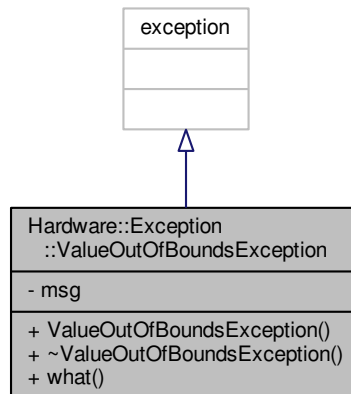 exception
Hardware::Exception
::ValueOutOfBoundsException
- msg
+ ValueOutOfBoundsException()
+ ~ValueOutOfBoundsException()
+ what()